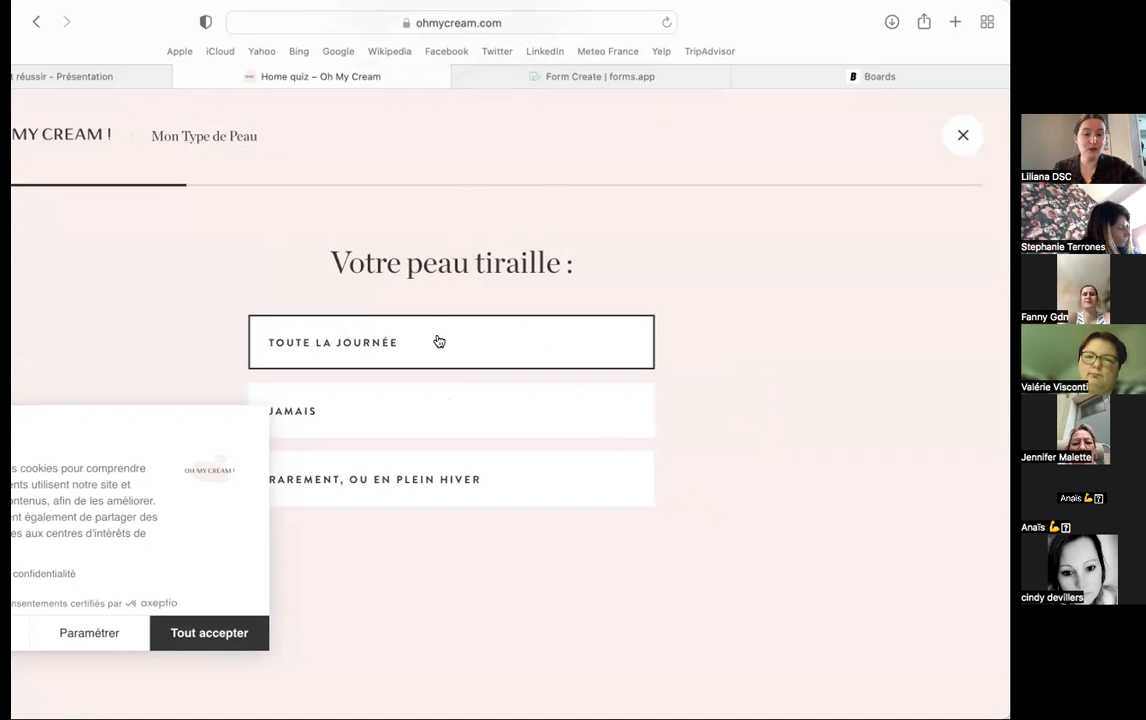 ohmycream.com
Apple iCloud Yahoo Bing Google Wikipedia Facebook Twitter LinkedIn Meteo France Yelp TripAdvisor
t réussir - Présentation
Home quiz – Oh My Cream
Form Create | forms.app
B Boards
MY CREAM !
Mon Type de Peau
Votre peau tiraille :
TOUTE LA JOURNÉE
JAMAIS
RAREMENT, OU EN PLEIN HIVER
OH MY CREAM !
s cookies pour comprendre
ents utilisent notre site et
ontenus, afin de les améliorer.
nt également de partager des
es aux centres d'intérêts de
confidentialité
nsentements certifiés par axeptio
Paramétrer
Tout accepter
Liliana DSC
Stephanie Terrones
Fanny Gdn
Valérie Visconti
Jennifer Malette
Anaïs 💪?
Anaïs 💪?
cindy devillers